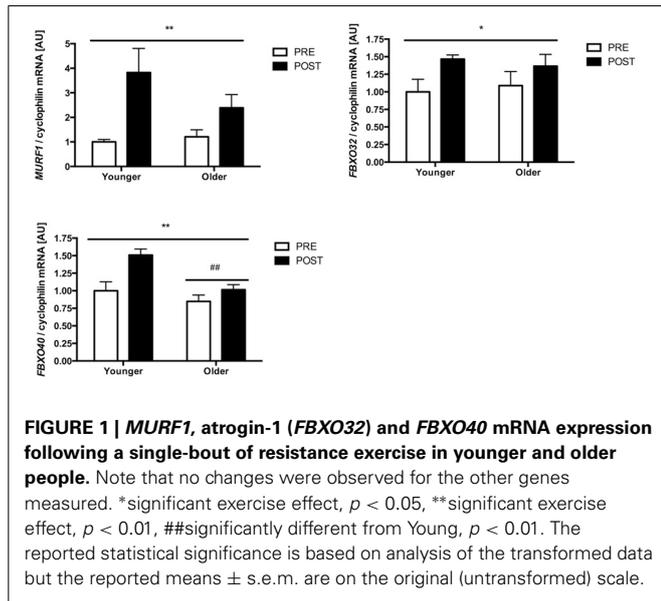 **
MURF1 / cyclophilin mRNA [AU]
5
4
3
2
1
0
Younger
Older
PRE
POST
*
FBXO32 / cyclophilin mRNA [AU]
1.75
1.50
1.25
1.00
0.75
0.50
0.25
0.00
Younger
Older
PRE
POST
**
##
FBXO40 / cyclophilin mRNA [AU]
1.75
1.50
1.25
1.00
0.75
0.50
0.25
0.00
Younger
Older
PRE
POST
FIGURE 1 | MURF1, atrogin-1 (FBXO32) and FBXO40 mRNA expression
following a single-bout of resistance exercise in younger and older
people. Note that no changes were observed for the other genes
measured. *significant exercise effect, p < 0.05, **significant exercise
effect, p < 0.01, ##significantly different from Young, p < 0.01. The
reported statistical significance is based on analysis of the transformed data
but the reported means ± s.e.m. are on the original (untransformed) scale.